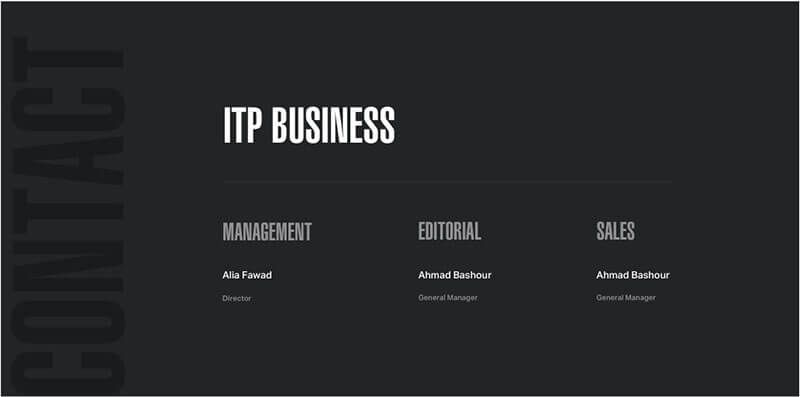 CONTACT
ITP BUSINESS
MANAGEMENT
Alia Fawad
Director
EDITORIAL
Ahmad Bashour
General Manager
SALES
Ahmad Bashour
General Manager